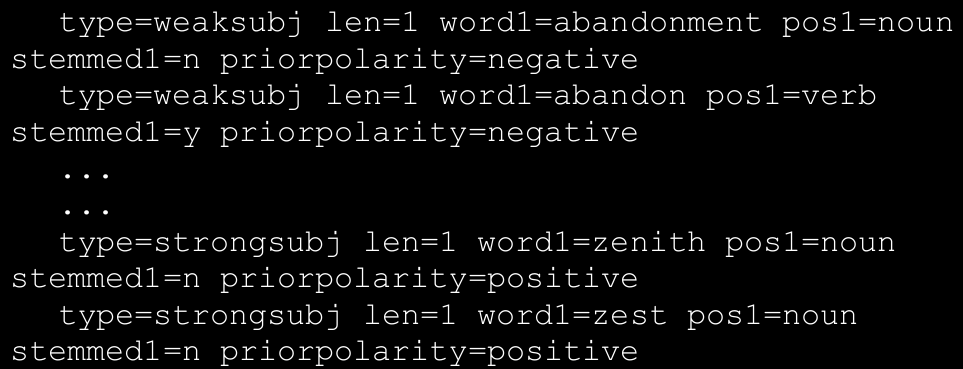 type=weaksubj len=1 word1=abandonment pos1=noun
stemmed1=n priorpolarity=negative
type=weaksubj len=1 word1=abandon pos1=verb
stemmed1=y priorpolarity=negative
...
...
type=strongsubj len=1 word1=zenith pos1=noun
stemmed1=n priorpolarity=positive
type=strongsubj len=1 word1=zest pos1=noun
stemmed1=n priorpolarity=positive